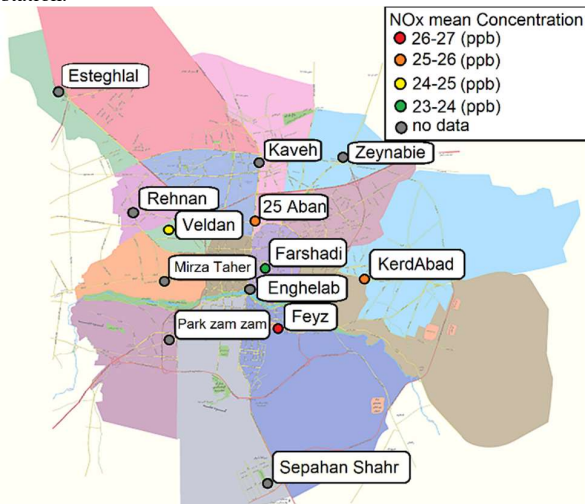 NOx mean Concentration
26-27 (ppb)
25-26 (ppb)
24-25 (ppb)
23-24 (ppb)
no data
Esteghlal
Kaveh
Zeynabie
Rehnan
25 Aban
Veldan
Farshadi
Mirza Taher
KerdAbad
Enghelab
Park zam zam
Feyz
Sepahan Shahr